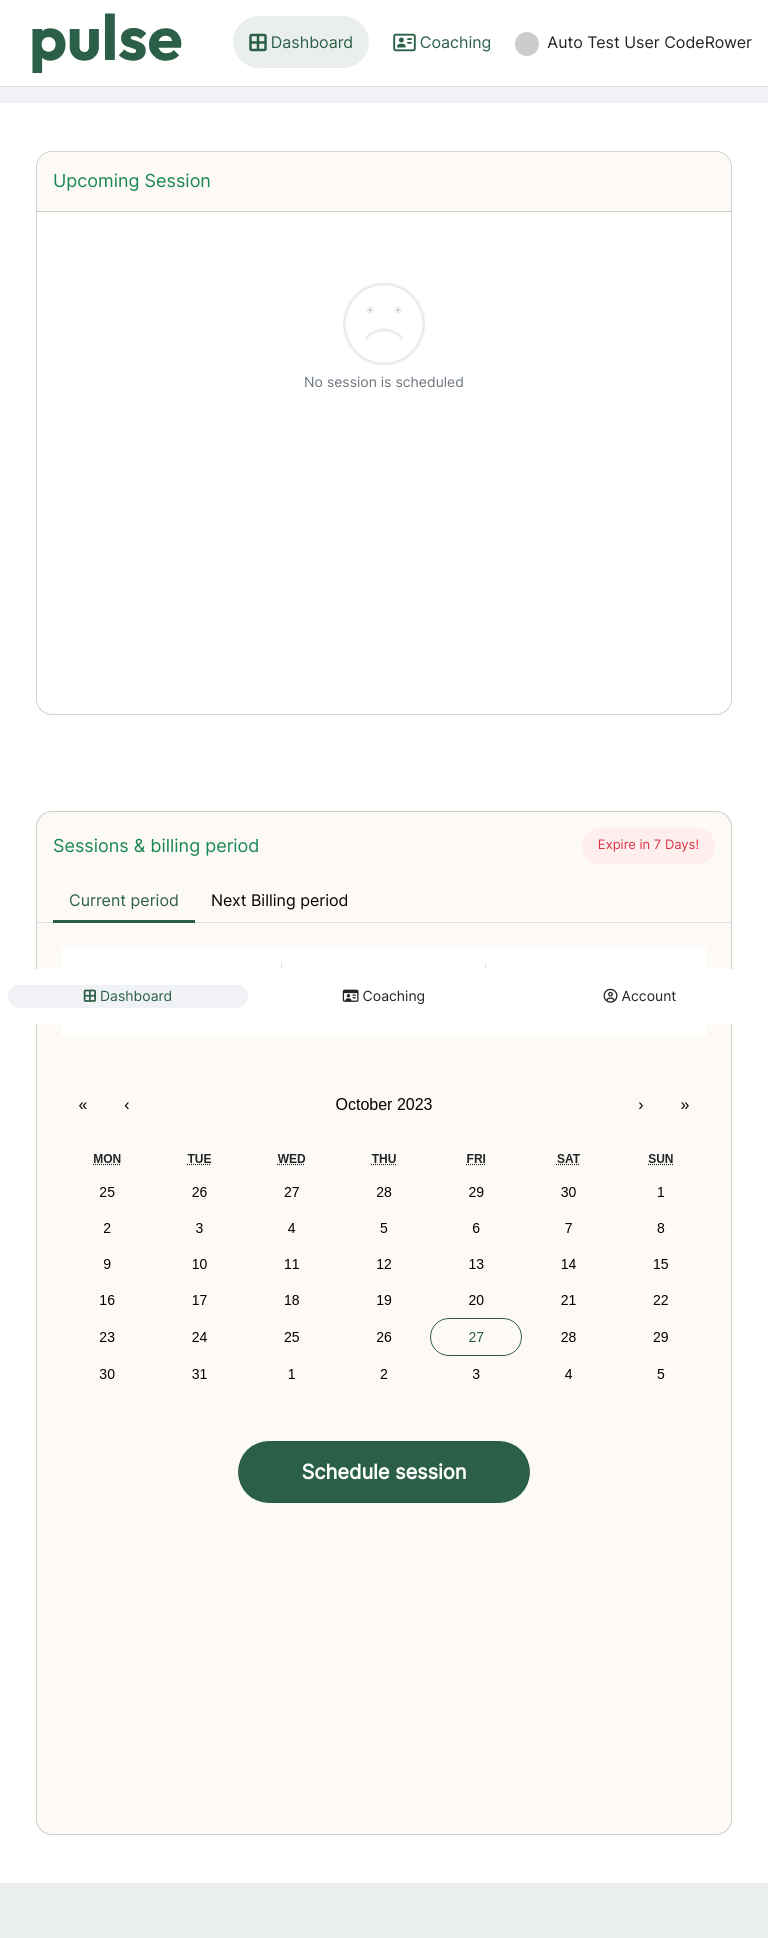 pulse
Dashboard
Coaching
Auto Test User CodeRower
Upcoming Session
No session is scheduled
Sessions & billing period
Expire in 7 Days!
Current period
Next Billing period
Dashboard
Coaching
Account
« ‹ October 2023 › »
MON TUE WED THU FRI SAT SUN
25 26 27 28 29 30 1
2 3 4 5 6 7 8
9 10 11 12 13 14 15
16 17 18 19 20 21 22
23 24 25 26 27 28 29
30 31 1 2 3 4 5
Schedule session